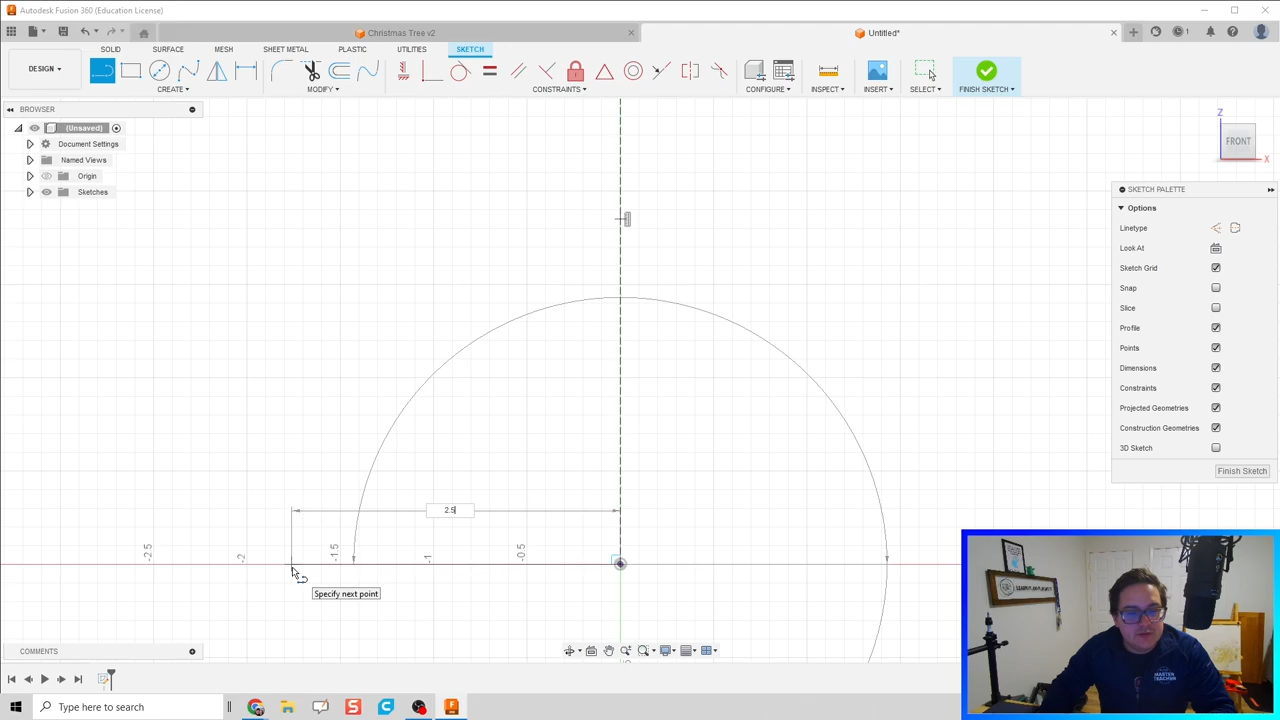 Autodesk Fusion 360 (Education License)
Christmas Tree v2
Untitled*
1
DESIGN
SOLID
SURFACE
MESH
SHEET METAL
PLASTIC
UTILITIES
SKETCH
CREATE
MODIFY
CONSTRAINTS
CONFIGURE
INSPECT
INSERT
SELECT
FINISH SKETCH
BROWSER
(Unsaved)
Document Settings
Named Views
Origin
Sketches
Z
FRONT
X
SKETCH PALETTE
Options
Linetype
Look At
Sketch Grid
Snap
Slice
Profile
Points
Dimensions
Constraints
Projected Geometries
Construction Geometries
3D Sketch
Finish Sketch
2.5
-2.5
-2
-1.5
-1
-0.5
Specify next point
COMMENTS
MASTER
TEACHER
Type here to search